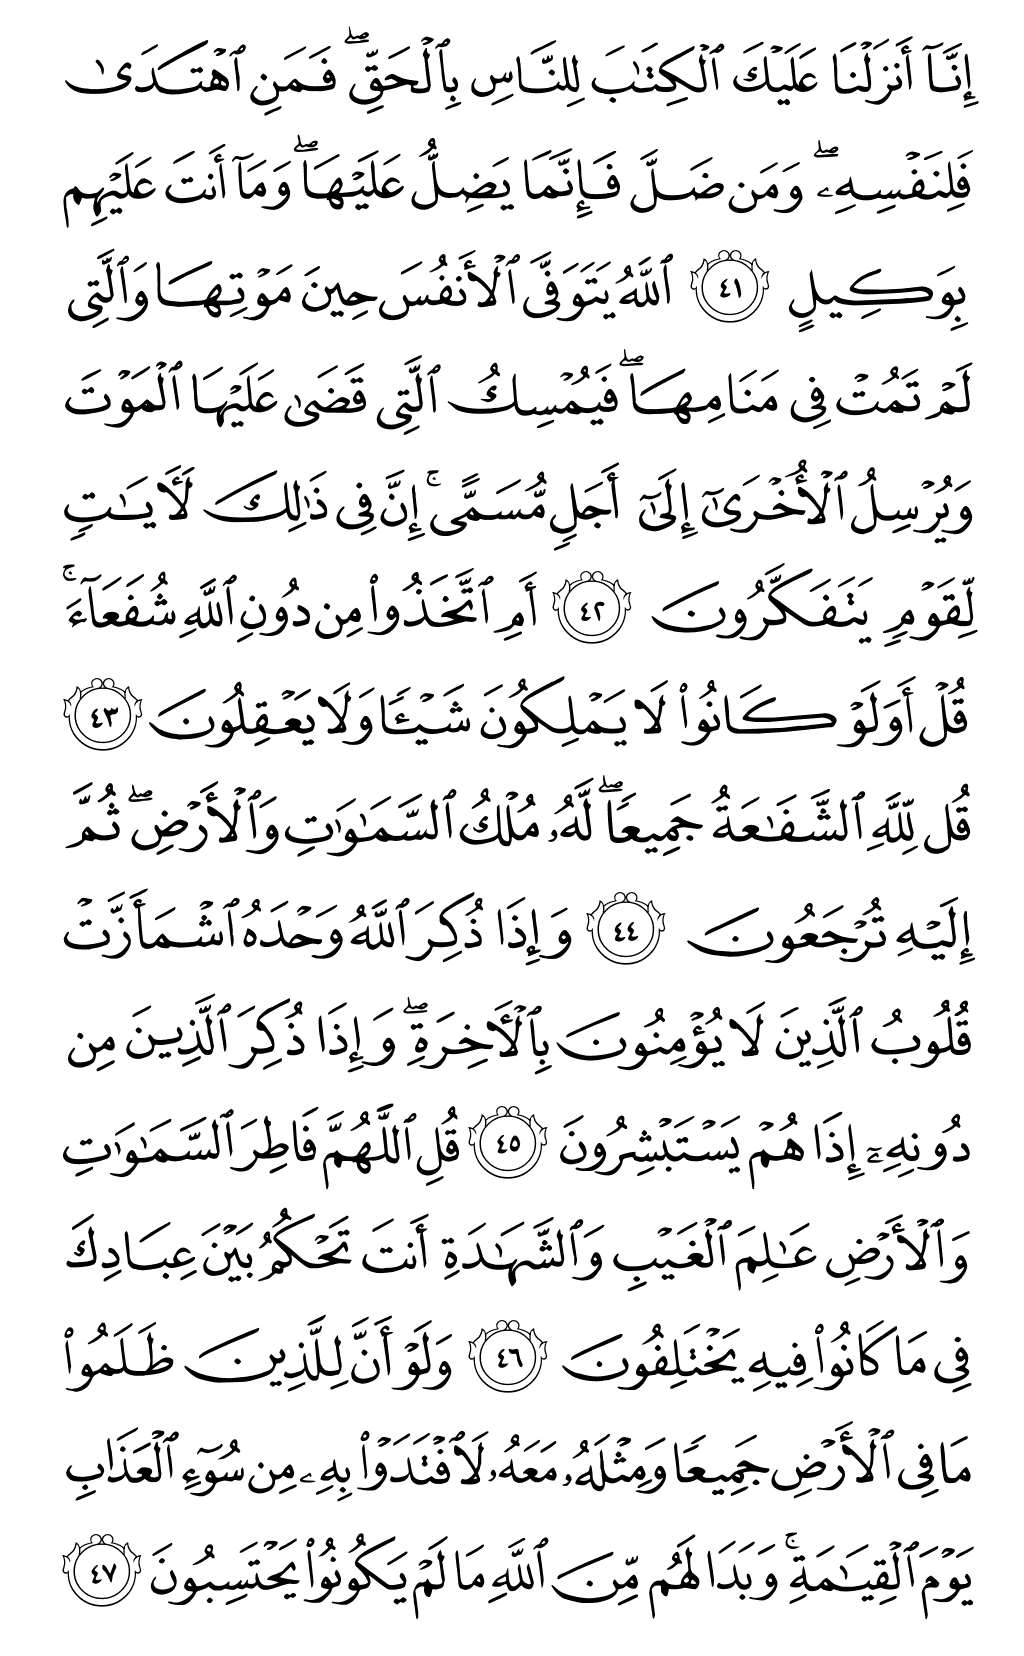 إِنَّآ أَنزَلْنَا عَلَيْكَ ٱلْكِتَٰبَ لِلنَّاسِ بِٱلْحَقِّ ۖ فَمَنِ ٱهْتَدَىٰ
فَلِنَفْسِهِۦ ۖ وَمَن ضَلَّ فَإِنَّمَا يَضِلُّ عَلَيْهَا ۖ وَمَآ أَنتَ عَلَيْهِم
بِوَكِيلٍ ٤١ ٱللَّهُ يَتَوَفَّى ٱلْأَنفُسَ حِينَ مَوْتِهَا وَٱلَّتِى
لَمْ تَمُتْ فِى مَنَامِهَا ۖ فَيُمْسِكُ ٱلَّتِى قَضَىٰ عَلَيْهَا ٱلْمَوْتَ
وَيُرْسِلُ ٱلْأُخْرَىٰٓ إِلَىٰٓ أَجَلٍ مُّسَمًّى ۚ إِنَّ فِى ذَٰلِكَ لَـَٔايَٰتٍ
لِّقَوْمٍ يَتَفَكَّرُونَ ٤٢ أَمِ ٱتَّخَذُوا۟ مِن دُونِ ٱللَّهِ شُفَعَآءَ ۚ
قُلْ أَوَلَوْ كَانُوا۟ لَا يَمْلِكُونَ شَيْـًٔا وَلَا يَعْقِلُونَ ٤٣
قُل لِّلَّهِ ٱلشَّفَٰعَةُ جَمِيعًا ۖ لَّهُۥ مُلْكُ ٱلسَّمَٰوَٰتِ وَٱلْأَرْضِ ۖ ثُمَّ
إِلَيْهِ تُرْجَعُونَ ٤٤ وَإِذَا ذُكِرَ ٱللَّهُ وَحْدَهُ ٱشْمَأَزَّتْ
قُلُوبُ ٱلَّذِينَ لَا يُؤْمِنُونَ بِٱلْـَٔاخِرَةِ ۖ وَإِذَا ذُكِرَ ٱلَّذِينَ مِن
دُونِهِۦٓ إِذَا هُمْ يَسْتَبْشِرُونَ ٤٥ قُلِ ٱللَّهُمَّ فَاطِرَ ٱلسَّمَٰوَٰتِ
وَٱلْأَرْضِ عَٰلِمَ ٱلْغَيْبِ وَٱلشَّهَٰدَةِ أَنتَ تَحْكُمُ بَيْنَ عِبَادِكَ
فِى مَا كَانُوا۟ فِيهِ يَخْتَلِفُونَ ٤٦ وَلَوْ أَنَّ لِلَّذِينَ ظَلَمُوا۟
مَا فِى ٱلْأَرْضِ جَمِيعًا وَمِثْلَهُۥ مَعَهُۥ لَٱفْتَدَوْا۟ بِهِۦ مِن سُوٓءِ ٱلْعَذَابِ
يَوْمَ ٱلْقِيَٰمَةِ ۚ وَبَدَا لَهُم مِّنَ ٱللَّهِ مَا لَمْ يَكُونُوا۟ يَحْتَسِبُونَ ٤٧